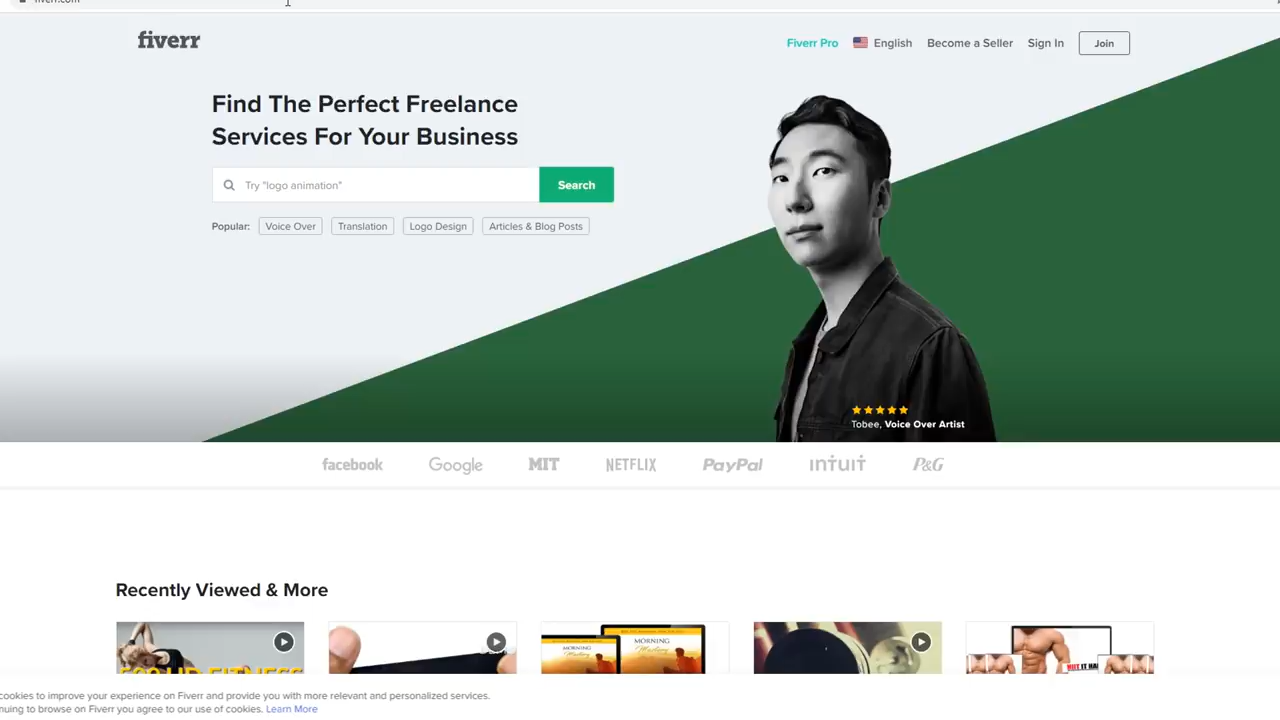 fiverr.com
fiverr
Fiverr Pro
English
Become a Seller
Sign In
Join
Find The Perfect Freelance
Services For Your Business
Try "logo animation"
Search
Popular:
Voice Over
Translation
Logo Design
Articles & Blog Posts
Tobee, Voice Over Artist
facebook
Google
MIT
NETFLIX
PayPal
intuit
P&G
Recently Viewed & More
MORNING
MORNING
cookies to improve your experience on Fiverr and provide you with more relevant and personalized services.
nuing to browse on Fiverr you agree to our use of cookies. Learn More